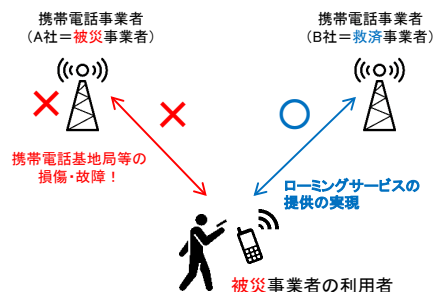 携帯電話事業者
(A社＝被災事業者)
携帯電話事業者
(B社＝救済事業者)
携帯電話基地局等の
損傷・故障！
ローミングサービスの
提供の実現
被災事業者の利用者